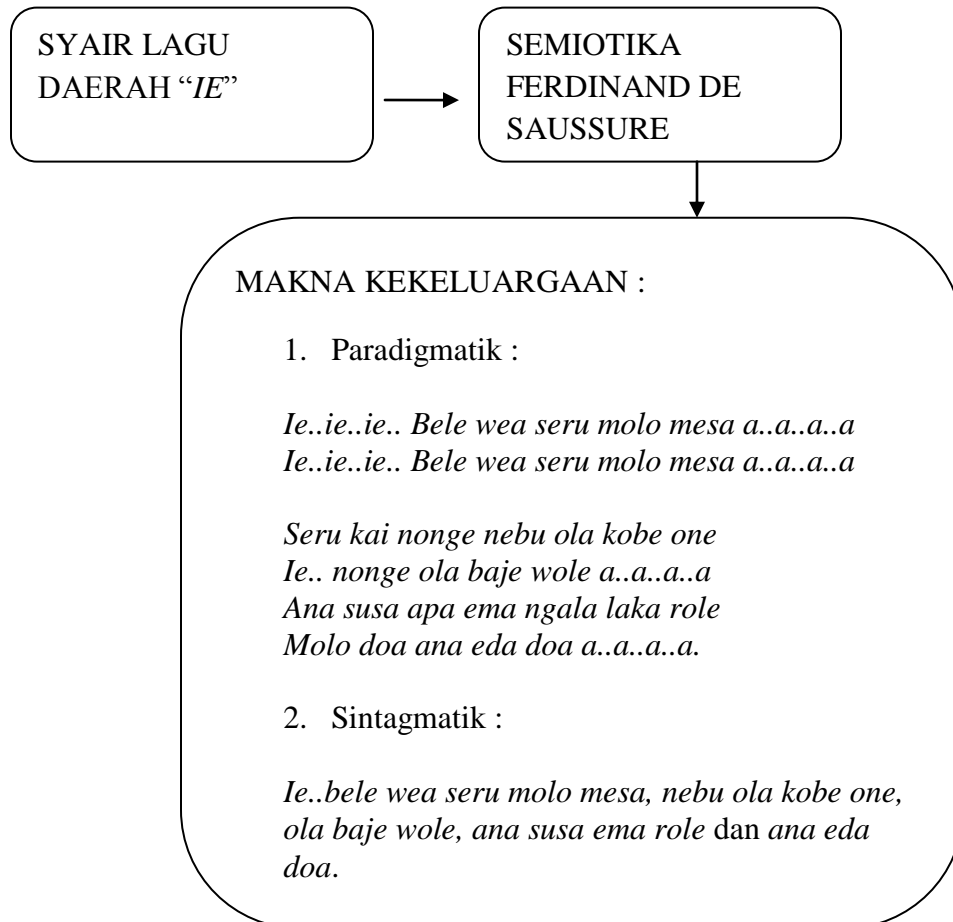 SYAIR LAGU
DAERAH “IE”
SEMIOTIKA
FERDINAND DE
SAUSSURE
MAKNA KEKELUARGAAN :
1. Paradigmatik :
Ie..ie..ie.. Bele wea seru molo mesa a..a..a..a
Ie..ie..ie.. Bele wea seru molo mesa a..a..a..a
Seru kai nonge nebu ola kobe one
Ie.. nonge ola baje wole a..a..a..a
Ana susa apa ema ngala laka role
Molo doa ana eda doa a..a..a..a.
2. Sintagmatik :
Ie..bele wea seru molo mesa, nebu ola kobe one,
ola baje wole, ana susa ema role dan ana eda
doa.